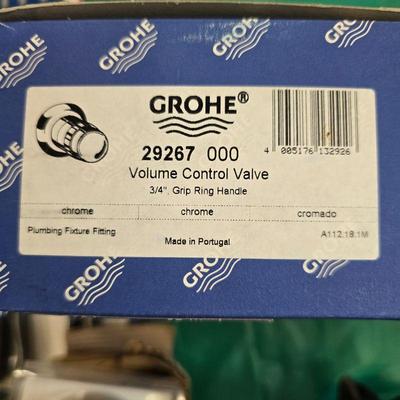 GROHE®
29267 000
Volume Control Valve
3/4", Grip Ring Handle
4 005176 132926
chrome chrome cromado
Plumbing Fixture Fitting Made in Portugal A112.18.1M
GROHE
GROHE
GROHE
GROHE
GROHE